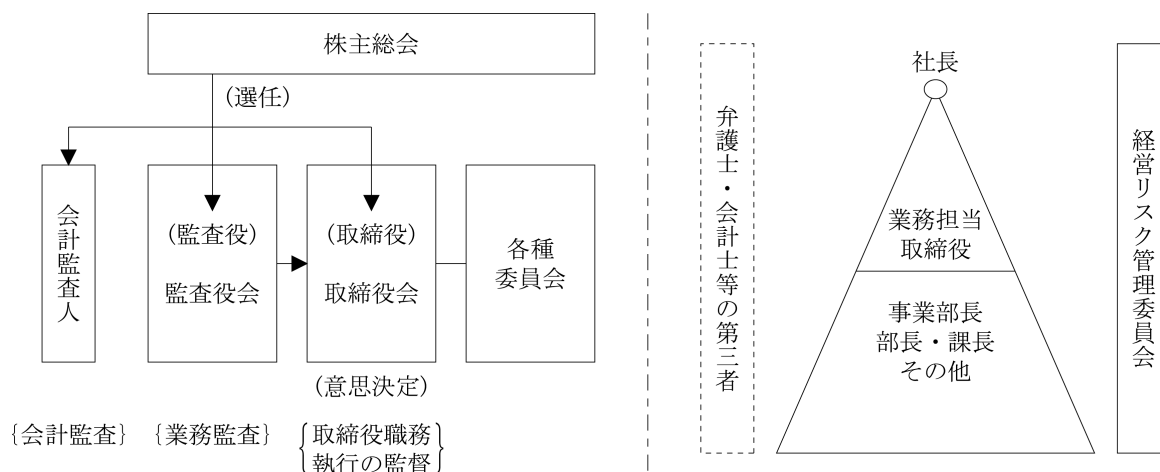 株主総会
(選任)
会計監査人
(監査役)
監査役会
(取締役)
取締役会
各種
委員会
(意思決定)
{会計監査}
{業務監査}
{取締役職務
執行の監督}
弁護士・会計士等の第三者
社長
業務担当
取締役
事業部長
部長・課長
その他
経営リスク管理委員会